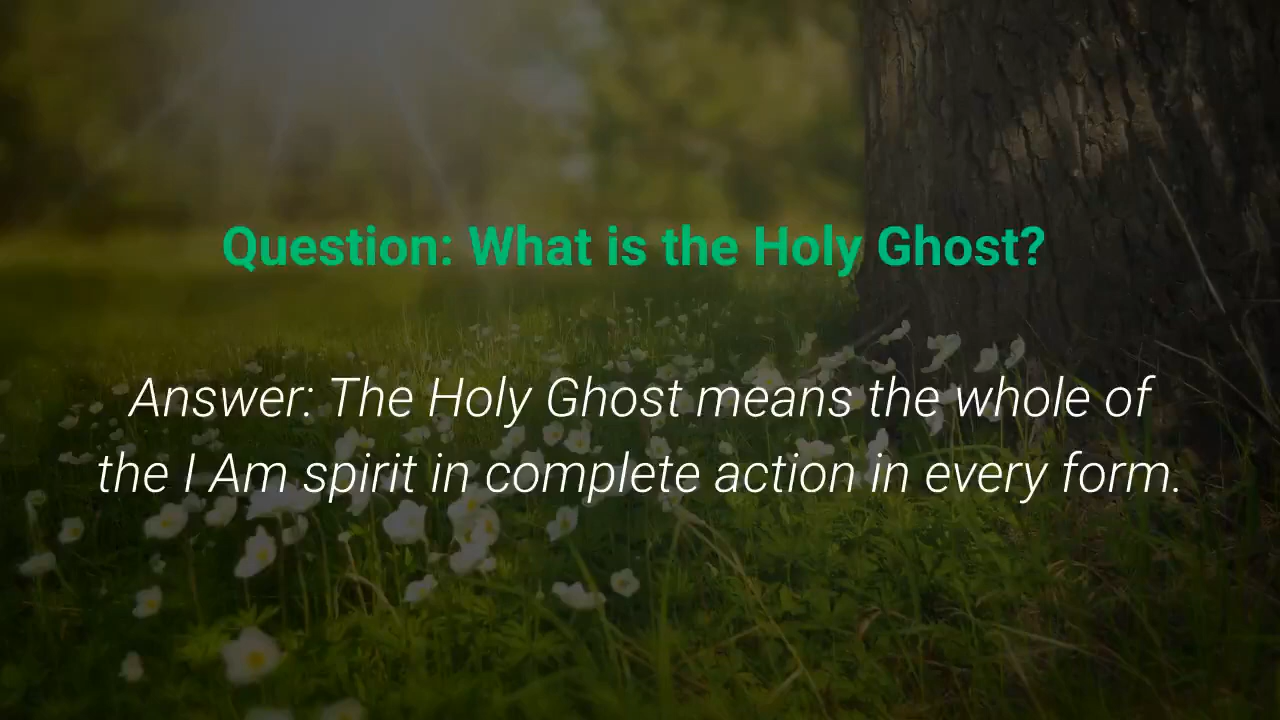 Question: What is the Holy Ghost?
Answer: The Holy Ghost means the whole of
the I Am spirit in complete action in every form.